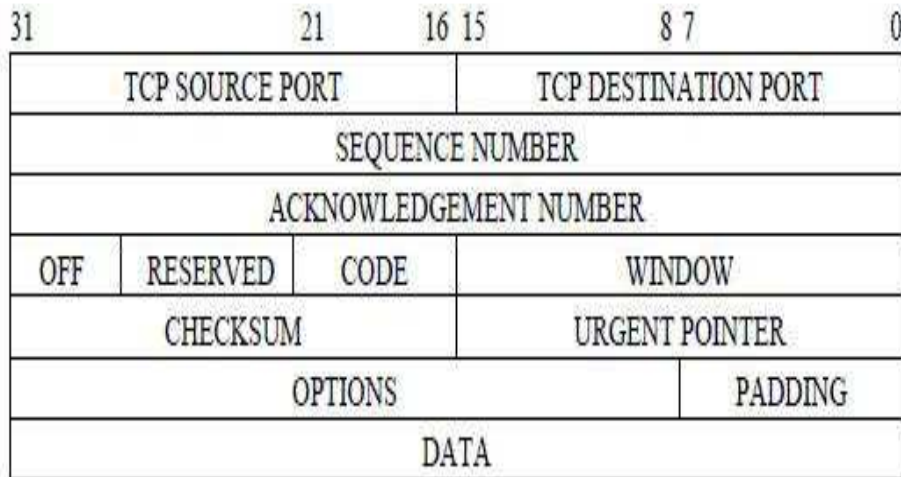 31 21 16 15 8 7 0
TCP SOURCE PORT TCP DESTINATION PORT
SEQUENCE NUMBER
ACKNOWLEDGEMENT NUMBER
OFF RESERVED CODE WINDOW
CHECKSUM URGENT POINTER
OPTIONS PADDING
DATA